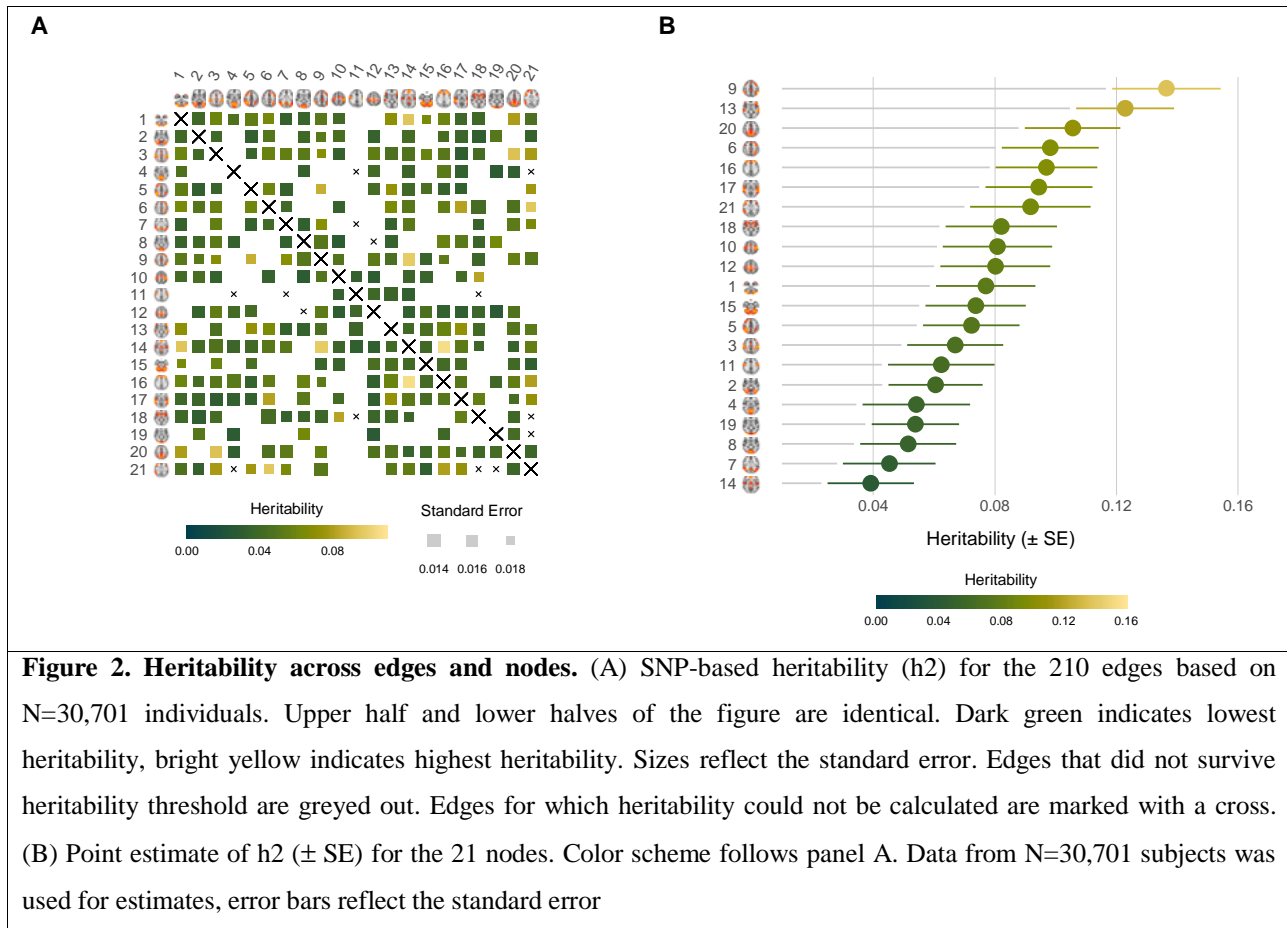 A
B
1 2 3 4 5 6 7 8 9 10 11 12 13 14 15 16 17 18 19 20 21
1
2
3
4
5
6
7
8
9
10
11
12
13
14
15
16
17
18
19
20
21
Heritability
0.00 0.04 0.08
Standard Error
0.014 0.016 0.018
9
13
20
6
16
17
21
18
10
12
1
15
5
3
11
2
4
19
8
7
14
0.04 0.08 0.12 0.16
Heritability (± SE)
Heritability
0.00 0.04 0.08 0.12 0.16
Figure 2. Heritability across edges and nodes. (A) SNP-based heritability (h2) for the 210 edges based on
N=30,701 individuals. Upper half and lower halves of the figure are identical. Dark green indicates lowest
heritability, bright yellow indicates highest heritability. Sizes reflect the standard error. Edges that did not survive
heritability threshold are greyed out. Edges for which heritability could not be calculated are marked with a cross.
(B) Point estimate of h2 (± SE) for the 21 nodes. Color scheme follows panel A. Data from N=30,701 subjects was
used for estimates, error bars reflect the standard error